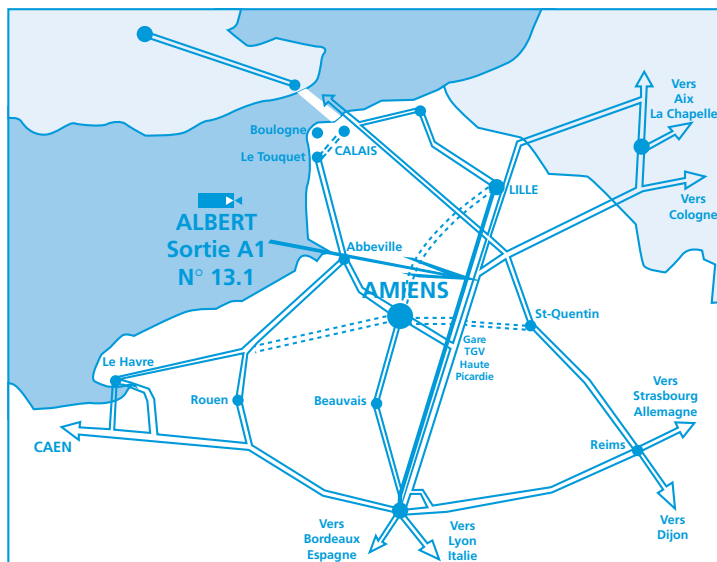 Vers
Aix
La Chapelle
Boulogne
CALAIS
Le Touquet
LILLE
Vers
Cologne
ALBERT
Sortie A1
N° 13.1
Abbeville
AMIENS
St-Quentin
Gare
TGV
Haute
Picardie
Le Havre
Rouen
Beauvais
Vers
Strasbourg
Allemagne
CAEN
Reims
Vers
Bordeaux
Espagne
Vers
Lyon
Italie
Vers
Dijon